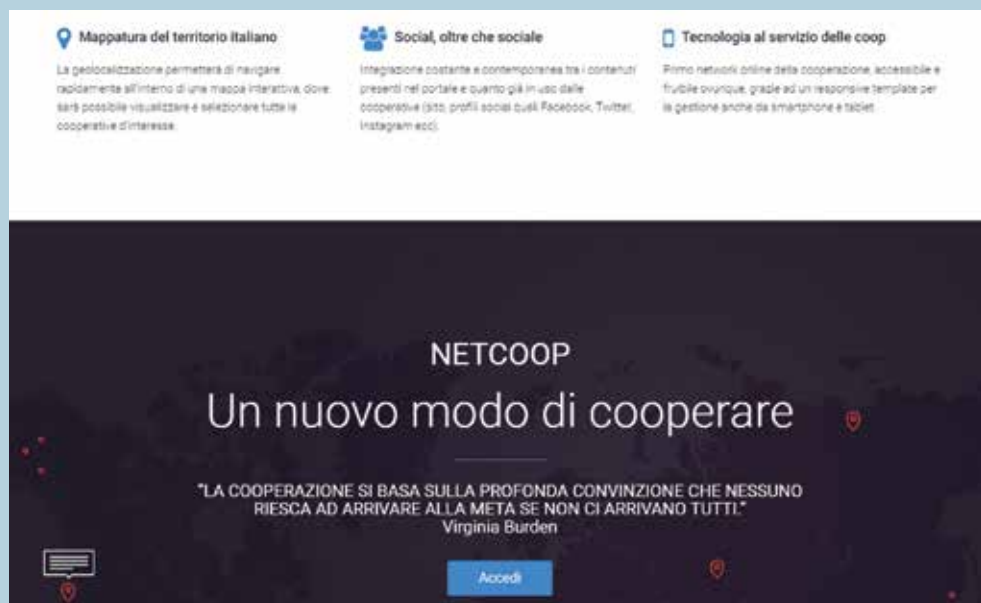 Mappatura del territorio italiano
La geolocalizzazione permetterà di navigare
rapidamente all'interno di una mappa interattiva, dove
sarà possibile visualizzare e selezionare tutte le
cooperative d'interesse.
Social, oltre che sociale
Integrazione costante e contemporanea tra i contenuti
presenti nel portale e quanto già in uso dalle
cooperative (sito, profili social quali Facebook, Twitter,
Instagram ecc).
Tecnologia al servizio delle coop
Primo network online della cooperazione, accessibile e
fruibile ovunque, grazie ad un responsive template per
la gestione anche da smartphone e tablet.
NETCOOP
Un nuovo modo di cooperare
"LA COOPERAZIONE SI BASA SULLA PROFONDA CONVINZIONE CHE NESSUNO
RIESCA AD ARRIVARE ALLA META SE NON CI ARRIVANO TUTTI."
Virginia Burden
Accedi